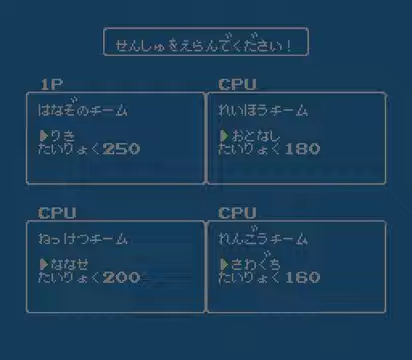 せんしゅをえらんでください！
1P
はなぞのチーム
▶りき
たいりょく250
CPU
れいほうチーム
▶おとなし
たいりょく180
CPU
ねっけつチーム
▶ななせ
たいりょく200
CPU
れんごうチーム
▶さわぐち
たいりょく160